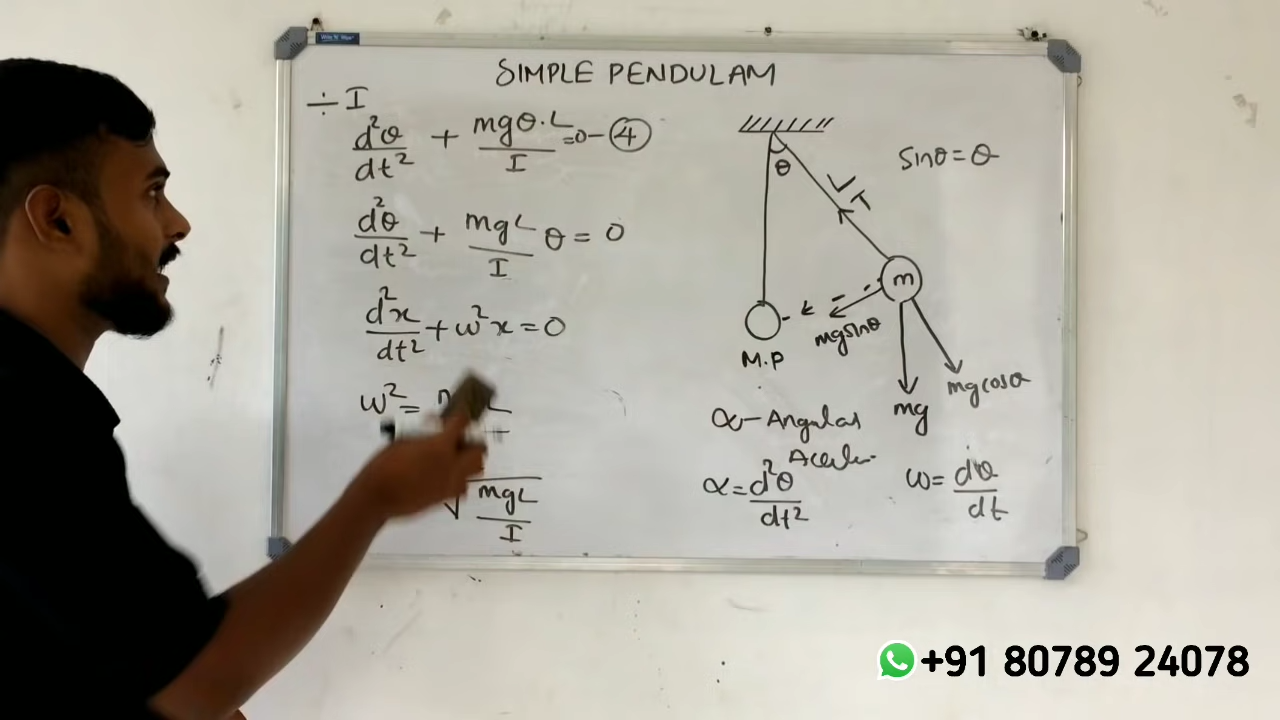 SIMPLE PENDULAM
÷ I
d²θ/dt² + mgθ.L/I =0 – ④
d²θ/dt² + mgL/I θ = 0
d²x/dt² + ω²x = 0
ω² =
√mgL/I
θ
L
T
sinθ = θ
m
mgsinθ
M.P
mgcosθ
mg
α – Angular
α = d²θ/dt²
ω = dθ/dt
+91 80789 24078